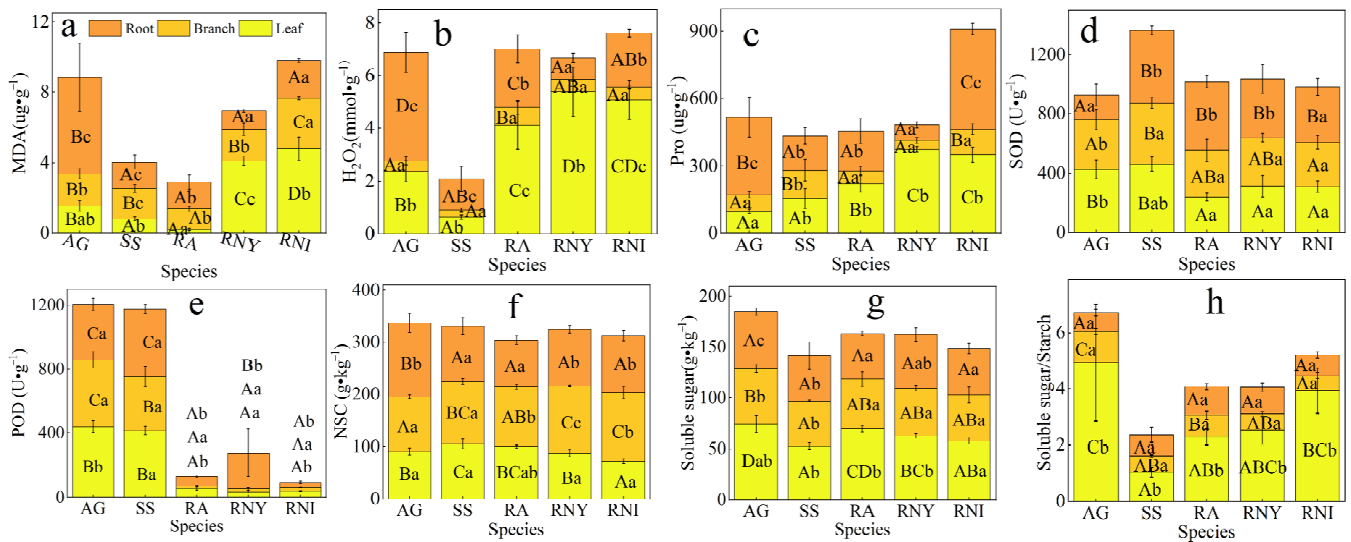 a
12
8
4
0
MDA(ug•g⁻¹)
Root Branch Leaf
Bc
Bb
Bab
Ac
Bc
Ab
Ab
Ab
Aa
Aa
Bb
Cc
Aa
Ca
Db
AG SS RA RNY RNI
Species
b
8
6
4
2
0
H₂O₂(mmol•g⁻¹)
Dc
Aa
Bb
ABc
Aa
Ab
Cb
Ba
Cc
Aa
ABa
Db
ABb
Aa
CDc
AG SS RA RNY RNI
Species
c
900
600
300
0
Pro (ug•g⁻¹)
Bc
Aa
Aa
Ab
Bb
Ab
Ab
Aa
Bb
Aa
Aa
Cb
Cc
Ba
Cb
AG SS RA RNY RNI
Species
d
1200
800
400
0
SOD (U•g⁻¹)
Aa
Ab
Bb
Bb
Ba
Bab
Bb
ABa
Aa
Bb
ABa
Aa
Ba
Aa
Aa
AG SS RA RNY RNI
Species
e
1200
800
400
0
POD (U•g⁻¹)
Ca
Ca
Bb
Ca
Ba
Ba
Ab
Aa
Ab
Bb
Aa
Aa
Ab
Aa
Ab
AG SS RA RNY RNI
Species
f
400
300
200
100
0
NSC (g•kg⁻¹)
Bb
Aa
Ba
Aa
BCa
Ca
Aa
ABb
BCab
Ab
Cc
Ba
Ab
Cb
Aa
AG SS RA RNY RNI
Species
g
200
150
100
50
0
Soluble sugar(g•kg⁻¹)
Ac
Bb
Dab
Ab
Ab
Ab
Aa
ABa
CDb
Aab
ABa
BCb
Aa
ABa
ABa
AG SS RA RNY RNI
Species
h
6
4
2
0
Soluble sugar/Starch
Aa
Ca
Cb
Aa
ABa
Ab
Aa
Ba
ABb
Aa
ABa
ABCb
Aa
Aa
BCb
AG SS RA RNY RNI
Species